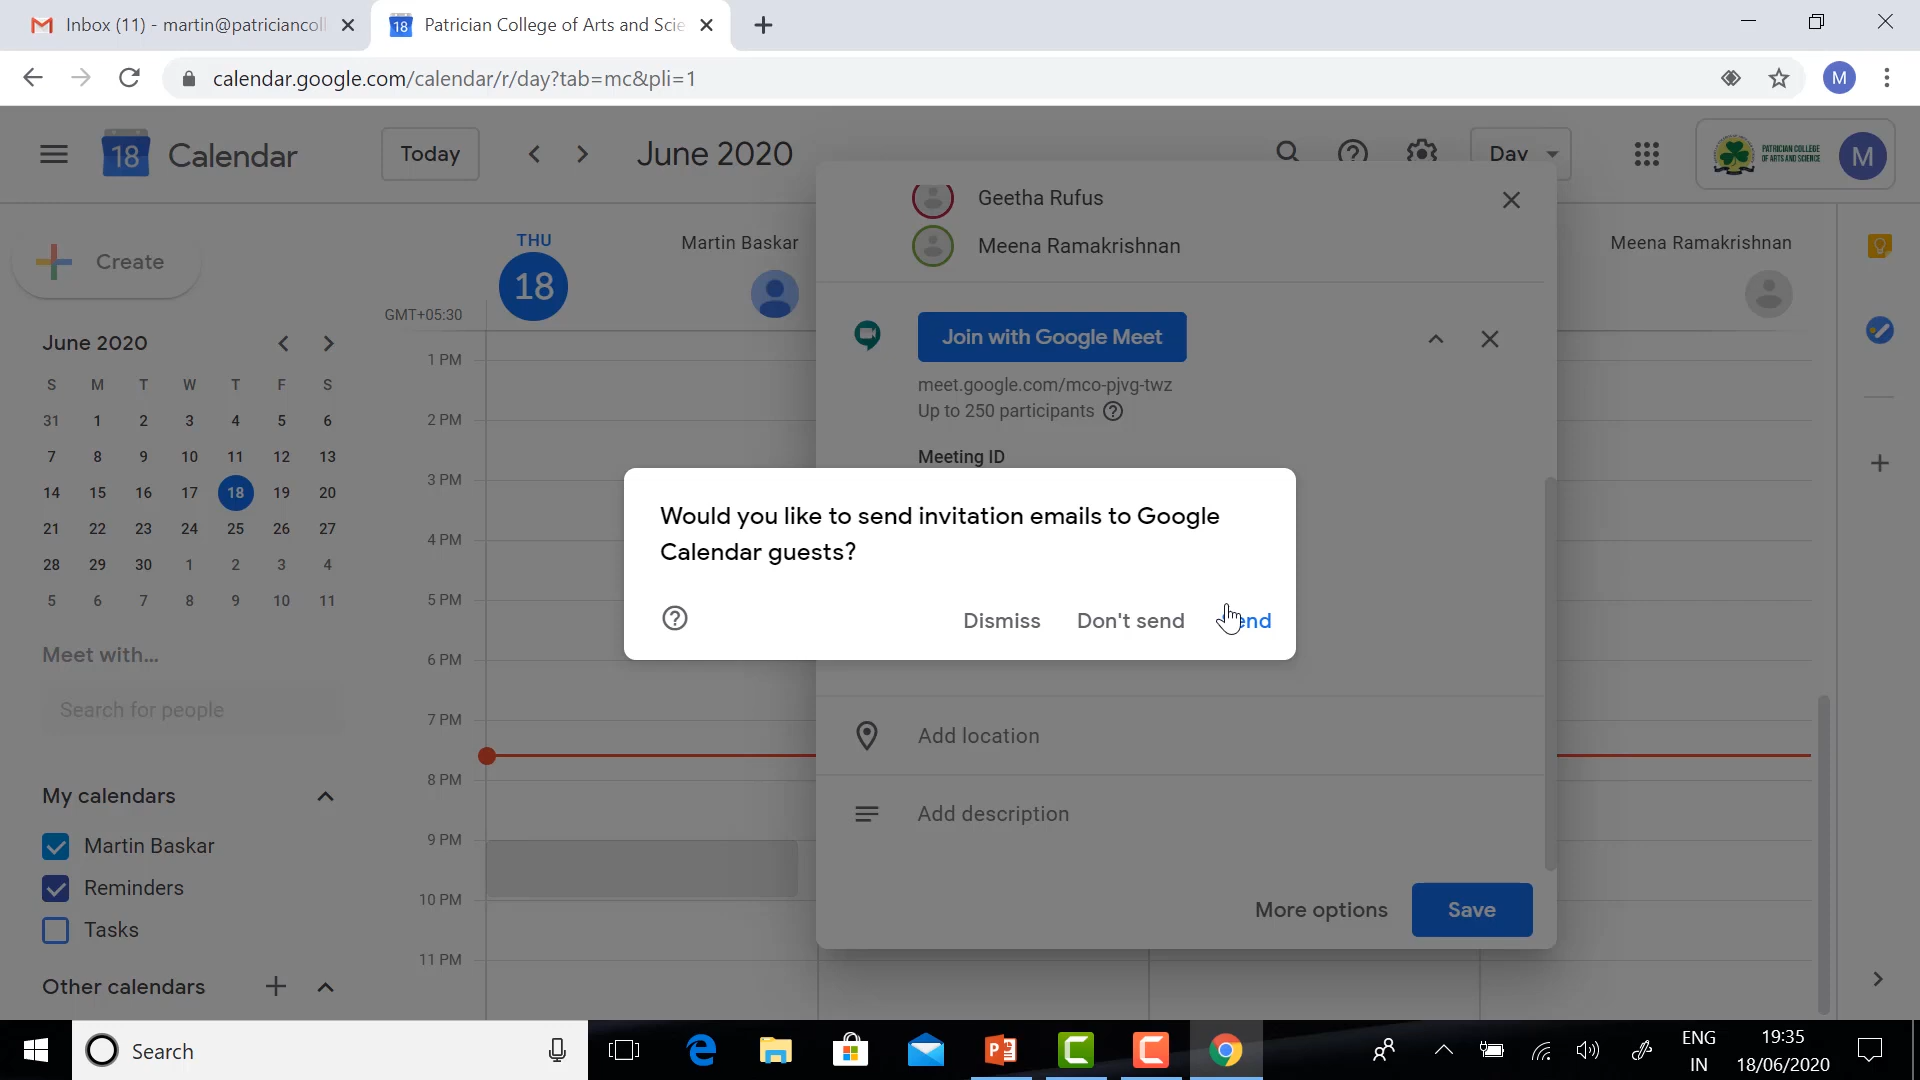 Inbox (11) - martin@patriciancoll
Patrician College of Arts and Scie
calendar.google.com/calendar/r/day?tab=mc&pli=1
M
18 Calendar
Today
June 2020
Day
PATRICIAN COLLEGE
OF ARTS AND SCIENCE
M
Create
THU
18
Martin Baskar
Meena Ramakrishnan
GMT+05:30
Geetha Rufus
Meena Ramakrishnan
Join with Google Meet
meet.google.com/mco-pjvg-twz
Up to 250 participants
Meeting ID
Would you like to send invitation emails to Google
Calendar guests?
Dismiss Don't send end
Add location
Add description
More options Save
June 2020
S M T W T F S
31 1 2 3 4 5 6
7 8 9 10 11 12 13
14 15 16 17 18 19 20
21 22 23 24 25 26 27
28 29 30 1 2 3 4
5 6 7 8 9 10 11
Meet with...
Search for people
My calendars
Martin Baskar
Reminders
Tasks
Other calendars
1 PM
2 PM
3 PM
4 PM
5 PM
6 PM
7 PM
8 PM
9 PM
10 PM
11 PM
Search
ENG
IN
19:35
18/06/2020